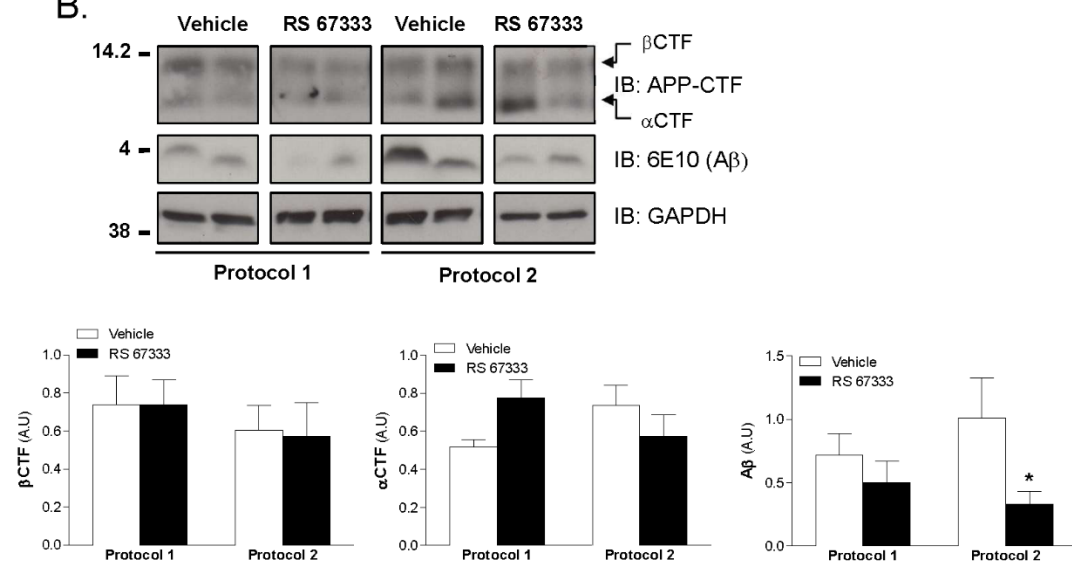 B.
Vehicle RS 67333 Vehicle RS 67333
14.2
βCTF
IB: APP-CTF
αCTF
4
IB: 6E10 (Aβ)
IB: GAPDH
38
Protocol 1 Protocol 2
Vehicle
RS 67333
1.0
0.8
0.6
0.4
0.2
0.0
βCTF (A.U)
Protocol 1 Protocol 2
Vehicle
RS 67333
1.0
0.8
0.6
0.4
0.2
0.0
αCTF (A.U)
Protocol 1 Protocol 2
Vehicle
RS 67333
1.5
1.0
0.5
0.0
Aβ (A.U)
*
Protocol 1 Protocol 2